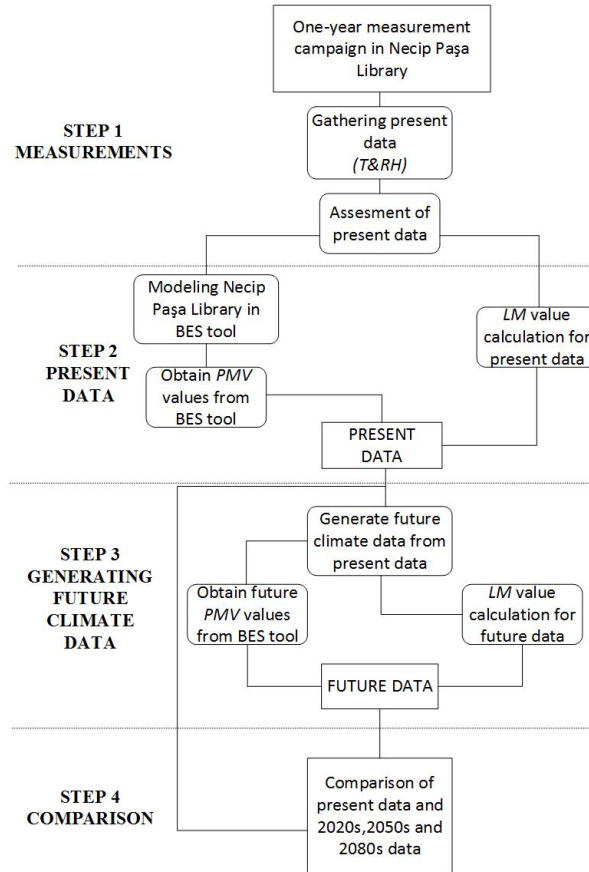 One-year measurement
campaign in Necip Paşa
Library
STEP 1
MEASUREMENTS
Gathering present
data
(T&RH)
Assesment of
present data
STEP 2
PRESENT
DATA
Modeling Necip
Paşa Library in
BES tool
LM value
calculation for
present data
Obtain PMV
values from
BES tool
PRESENT
DATA
STEP 3
GENERATING
FUTURE
CLIMATE
DATA
Generate future
climate data from
present data
Obtain future
PMV values
from BES tool
LM value
calculation for
future data
FUTURE DATA
STEP 4
COMPARISON
Comparison of
present data and
2020s,2050s and
2080s data